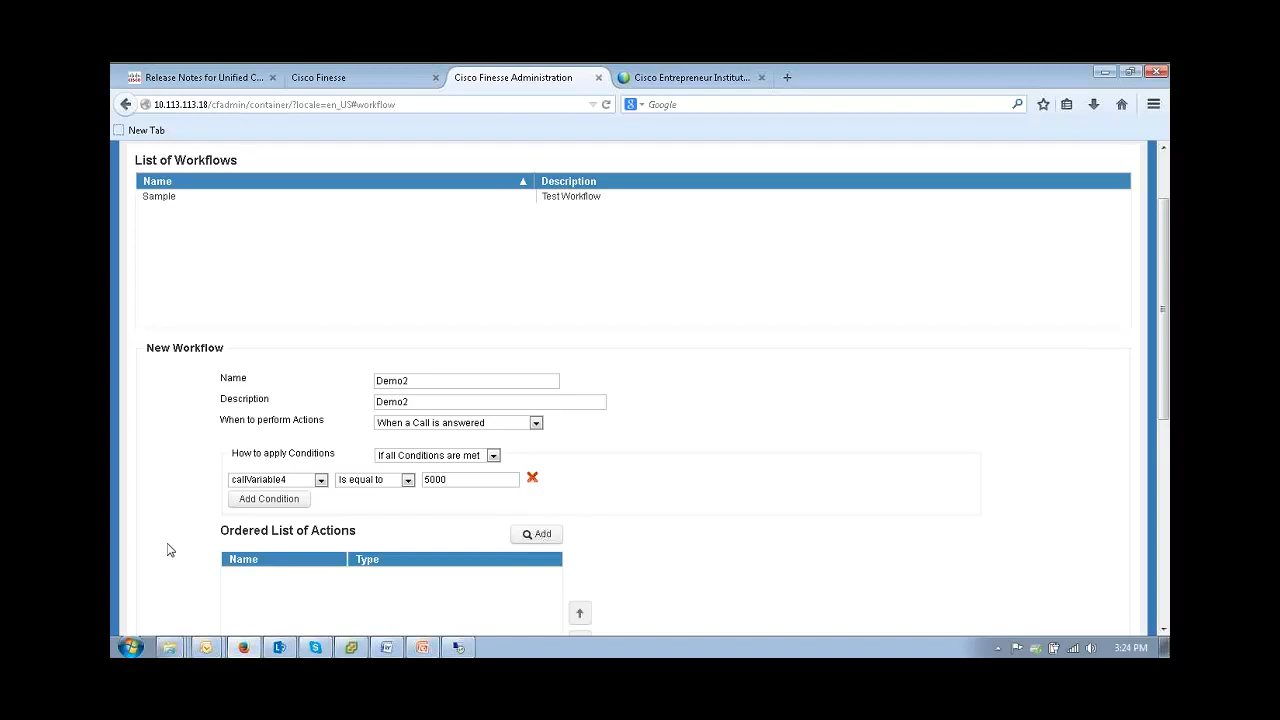 Release Notes for Unified C...
Cisco Finesse
Cisco Finesse Administration
Cisco Entrepreneur Institut...
10.113.113.18/cfadmin/container/?locale=en_US#workflow
Google
New Tab
List of Workflows
Name
Description
Sample
Test Workflow
New Workflow
Name
Demo2
Description
Demo2
When to perform Actions
When a Call is answered
How to apply Conditions
If all Conditions are met
callVariable4
Is equal to
5000
Add Condition
Ordered List of Actions
Add
Name
Type
3:24 PM